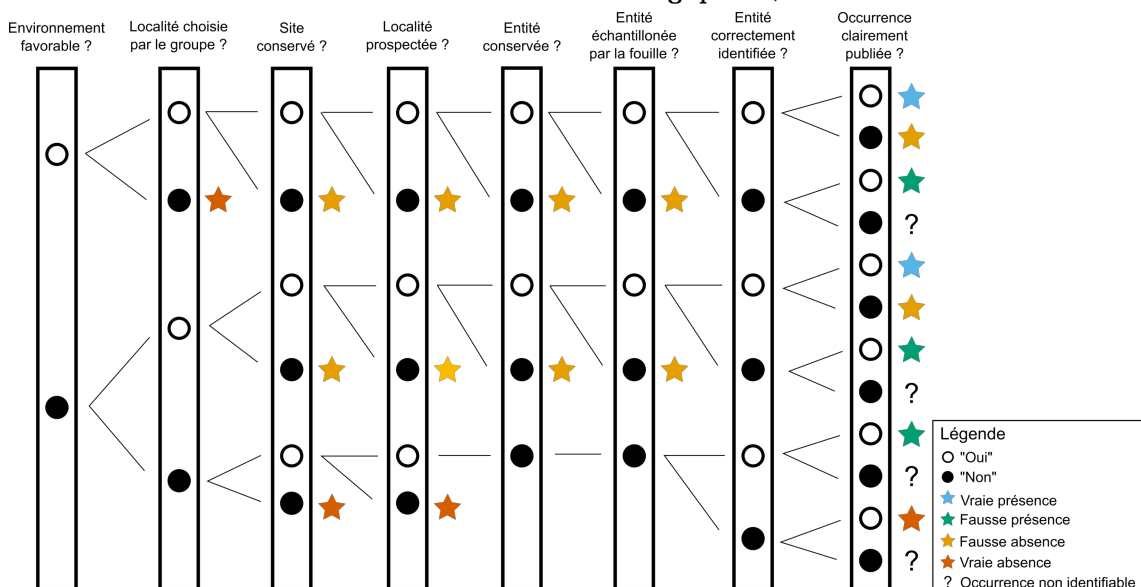 Environnement
favorable ?
Localité choisie
par le groupe ?
Site
conservé ?
Localité
prospectée ?
Entité
conservée ?
Entité
échantillonée
par la fouille ?
Entité
correctement
identifiée ?
Occurrence
clairement
publiée ?
?
?
?
?
?
Légende
"Oui"
"Non"
Vraie présence
Fausse présence
Fausse absence
Vraie absence
? Occurrence non identifiable